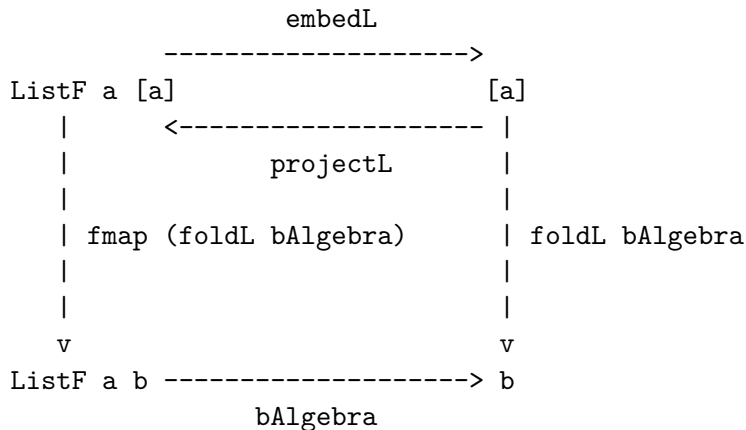 embedL
          -------------------->
ListF a [a]                    [a]
   |      <-------------------- |
   |             projectL       |
   |                            |
   | fmap (foldL bAlgebra)      | foldL bAlgebra
   |                            |
   |                            |
   v                            v
ListF a b --------------------> b
                bAlgebra